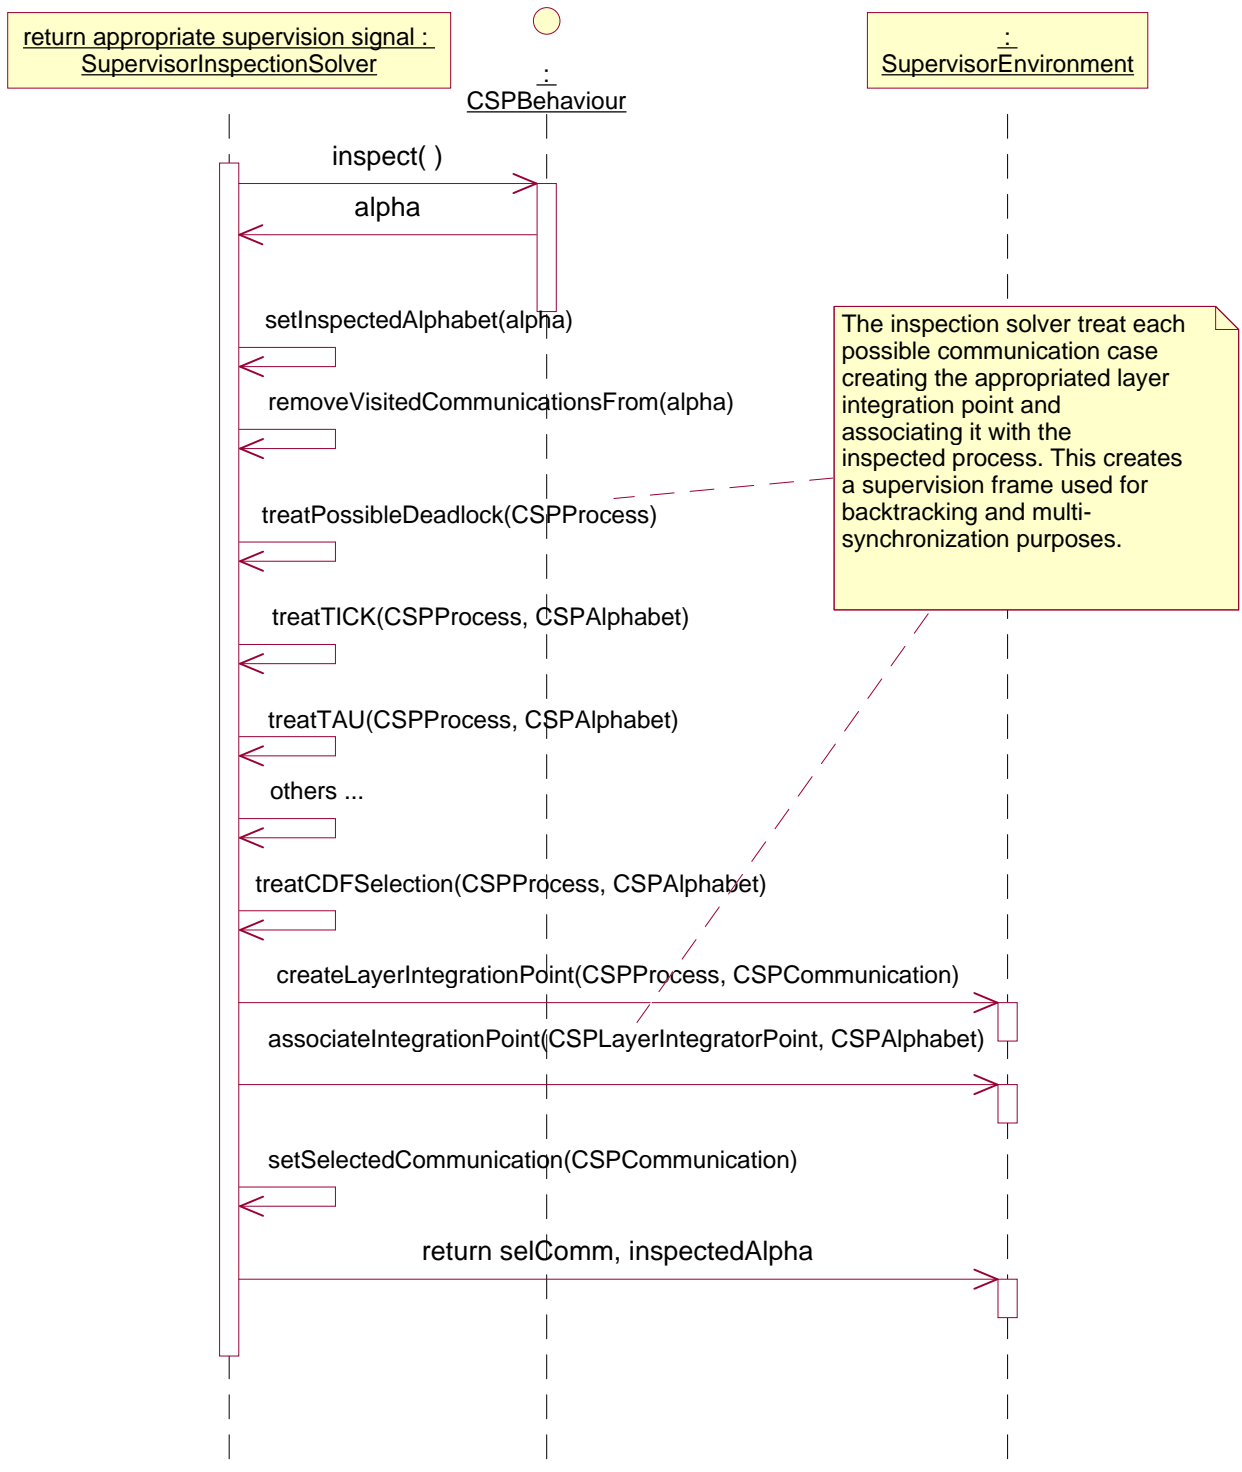 return appropriate supervision signal :
SupervisorInspectionSolver
:
CSPBehaviour
:
SupervisorEnvironment
inspect( )
alpha
setInspectedAlphabet(alpha)
The inspection solver treat each
possible communication case
creating the appropriated layer
integration point and
associating it with the
inspected process. This creates
a supervision frame used for
backtracking and multi-
synchronization purposes.
removeVisitedCommunicationsFrom(alpha)
treatPossibleDeadlock(CSPProcess)
treatTICK(CSPProcess, CSPAlphabet)
treatTAU(CSPProcess, CSPAlphabet)
others ...
treatCDFSelection(CSPProcess, CSPAlphabet)
createLayerIntegrationPoint(CSPProcess, CSPCommunication)
associateIntegrationPoint(CSPLayerIntegratorPoint, CSPAlphabet)
setSelectedCommunication(CSPCommunication)
return selComm, inspectedAlpha